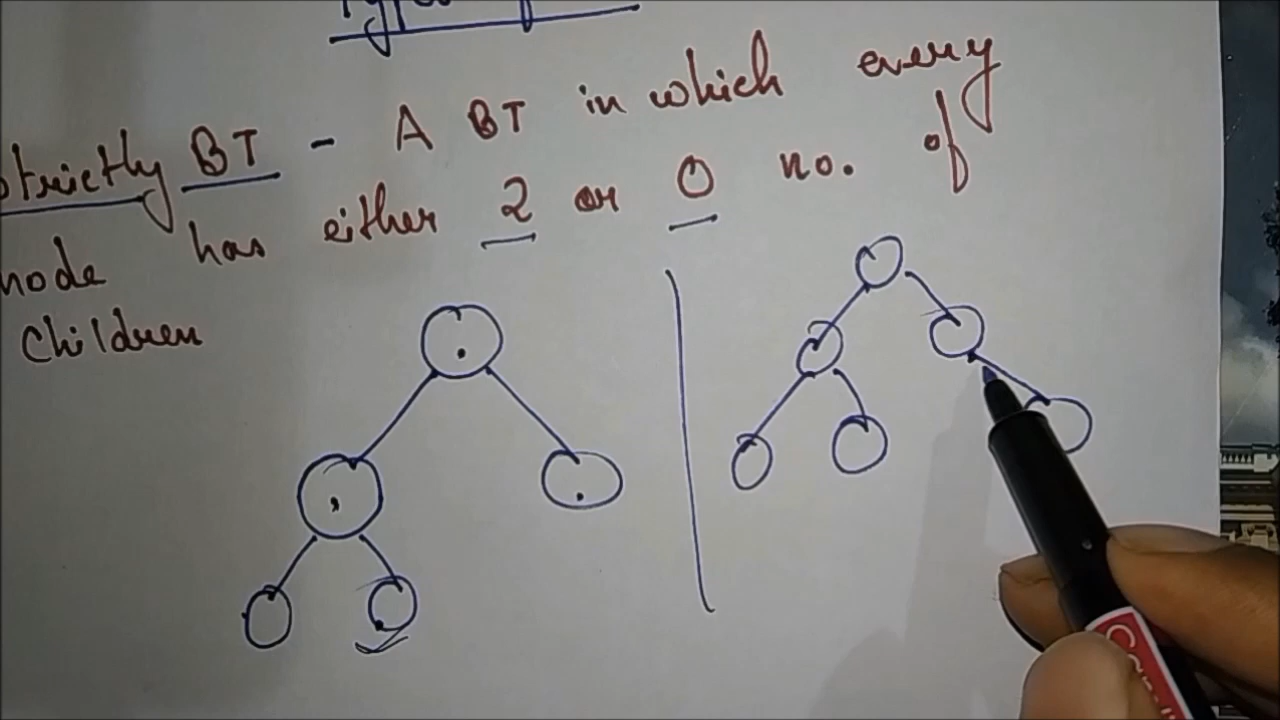 Strictly BT - A BT in which every
node has either 2 or 0 no. of
Children